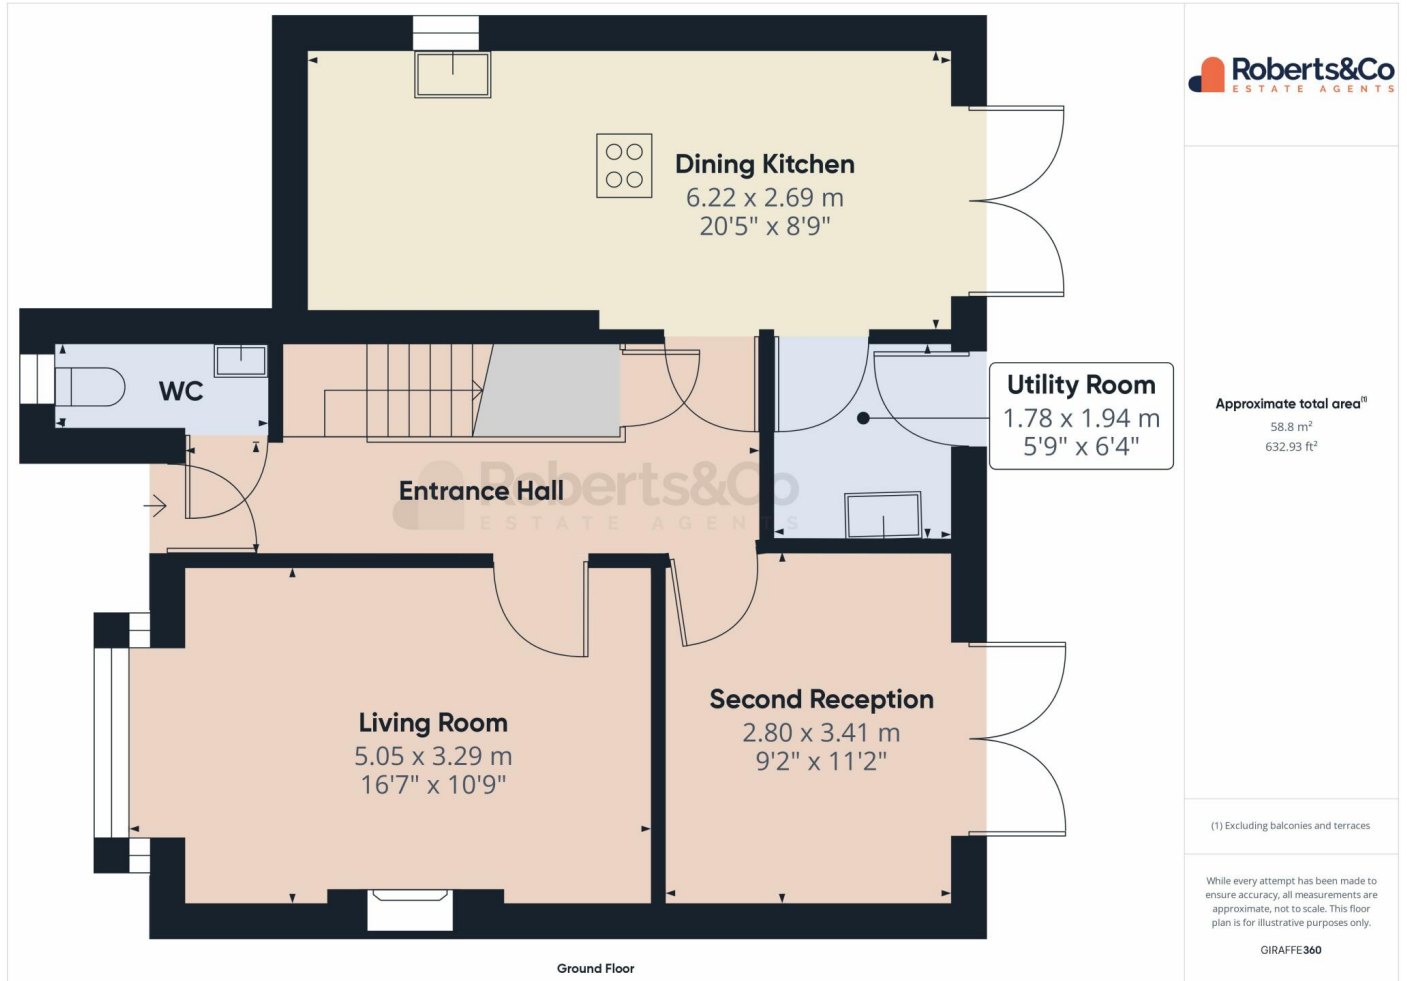 Roberts&Co
ESTATE AGENTS
Dining Kitchen
6.22 x 2.69 m
20'5" x 8'9"
WC
Utility Room
1.78 x 1.94 m
5'9" x 6'4"
Entrance Hall
Roberts&Co
ESTATE AGENTS
Living Room
5.05 x 3.29 m
16'7" x 10'9"
Second Reception
2.80 x 3.41 m
9'2" x 11'2"
Ground Floor
Approximate total area(1)
58.8 m²
632.93 ft²
(1) Excluding balconies and terraces
While every attempt has been made to
ensure accuracy, all measurements are
approximate, not to scale. This floor
plan is for illustrative purposes only.
GIRAFFE360